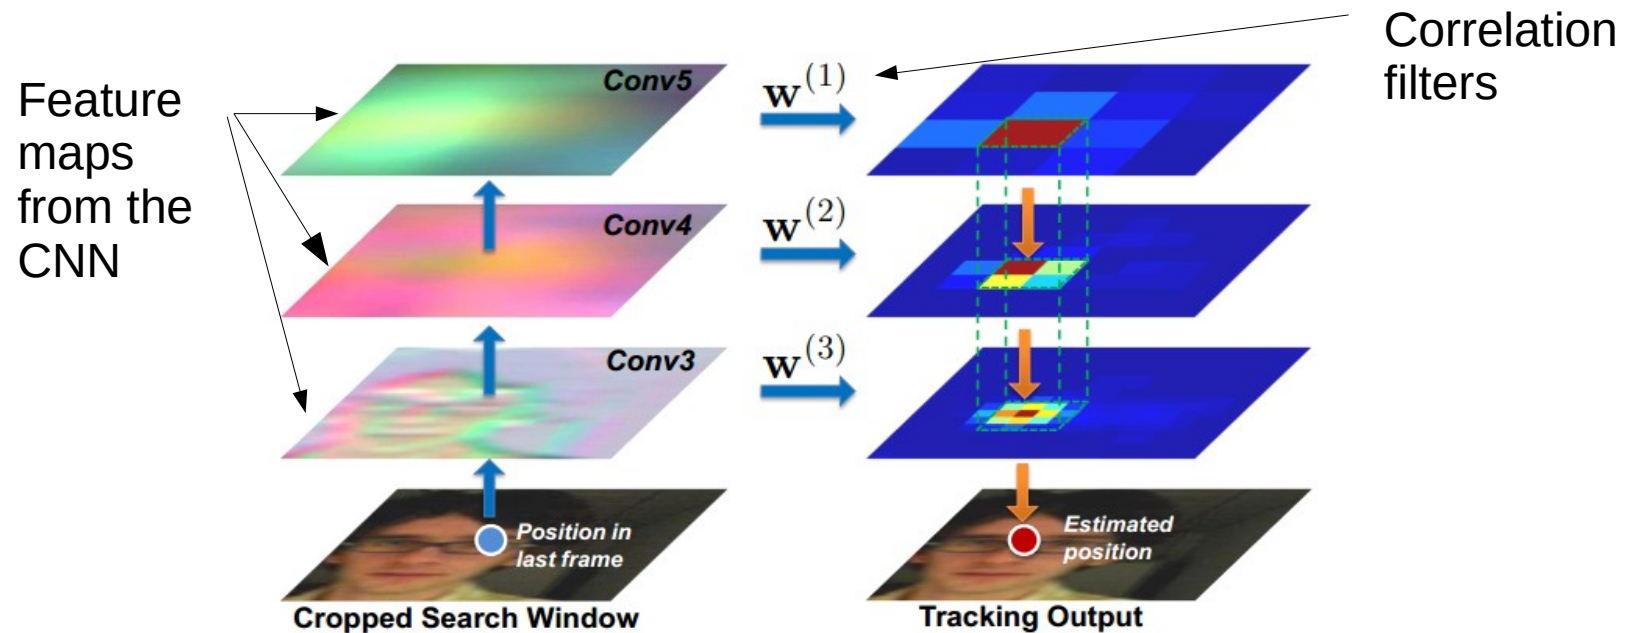 Feature
maps
from the
CNN
Conv5
Conv4
Conv3
Position in
last frame
Cropped Search Window
w(1)
w(2)
w(3)
Correlation
filters
Estimated
position
Tracking Output